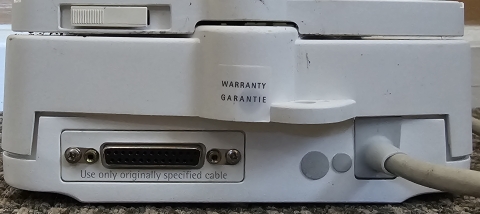 WARRANTY
GARANTIE
Use only originally specified cable